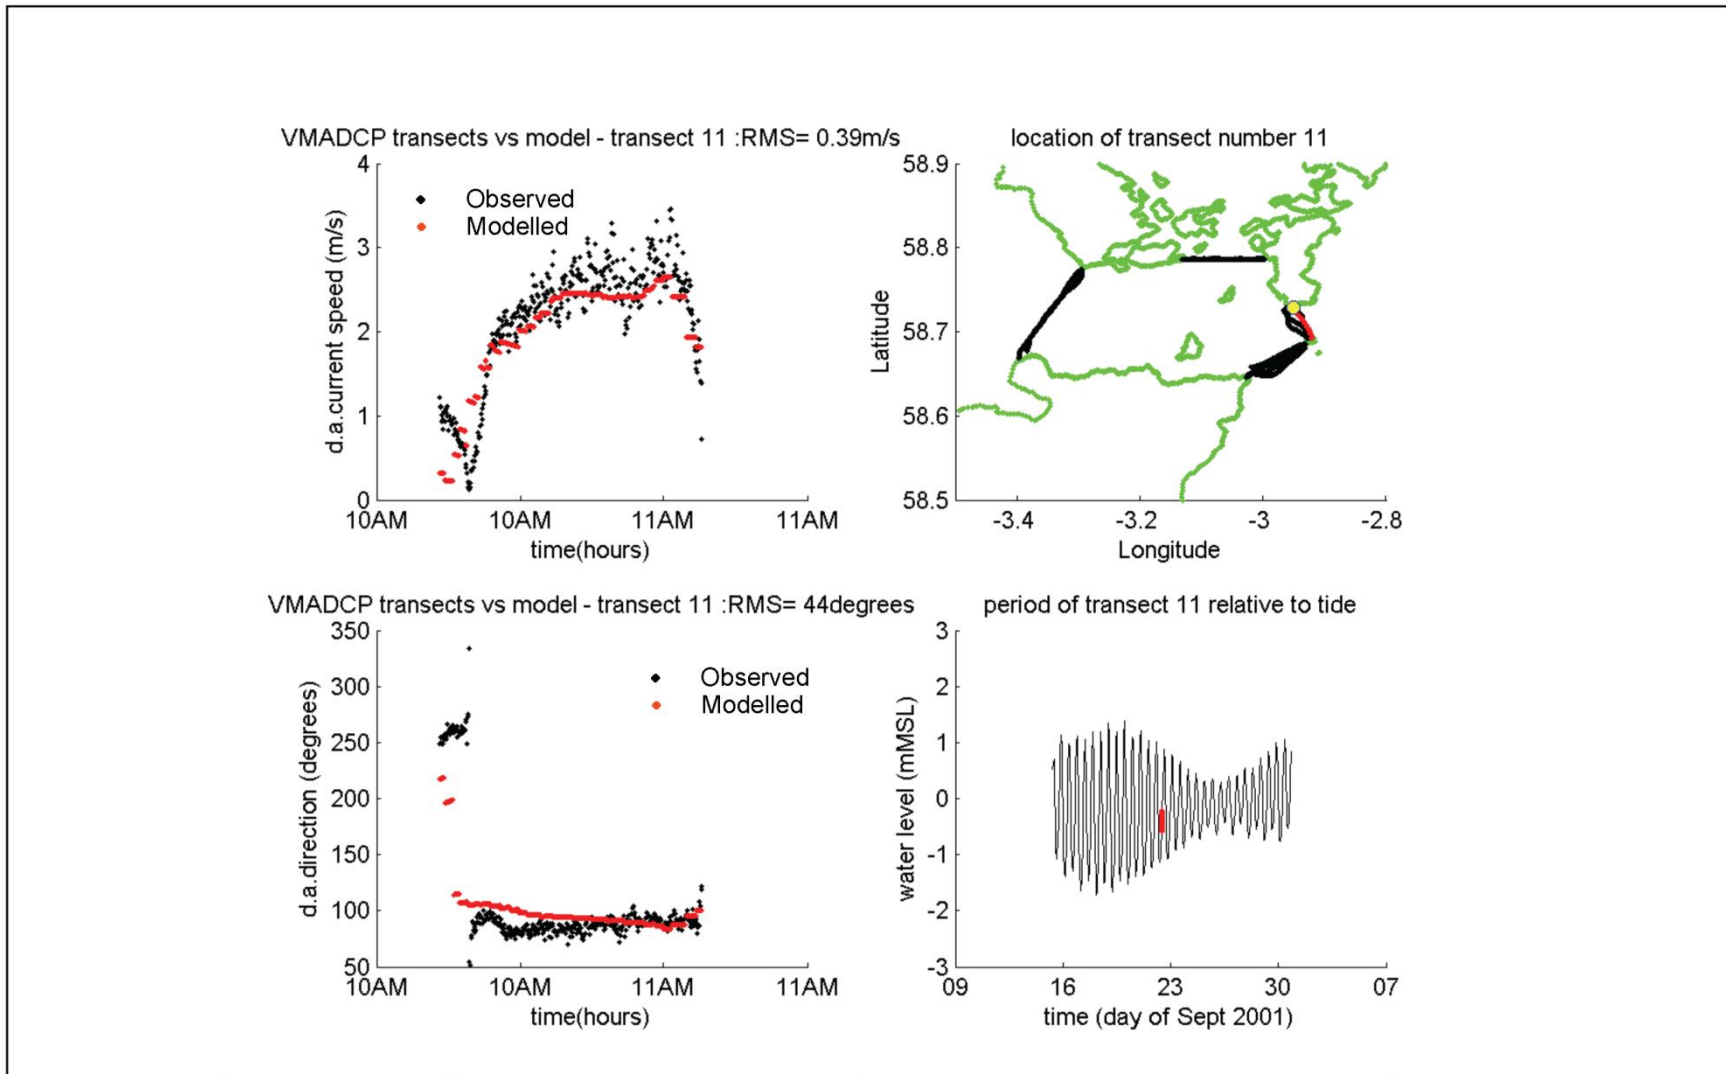 VMADCP transects vs model - transect 11 :RMS= 0.39m/s
4
3
2
1
0
d.a.current speed (m/s)
Observed
Modelled
10AM 10AM 11AM 11AM
time(hours)
location of transect number 11
58.9
58.8
58.7
58.6
58.5
Latitude
-3.4 -3.2 -3 -2.8
Longitude
VMADCP transects vs model - transect 11 :RMS= 44degrees
350
300
250
200
150
100
50
d.a.direction (degrees)
Observed
Modelled
10AM 10AM 11AM 11AM
time(hours)
period of transect 11 relative to tide
3
2
1
0
-1
-2
-3
water level (mMSL)
09 16 23 30 07
time (day of Sept 2001)